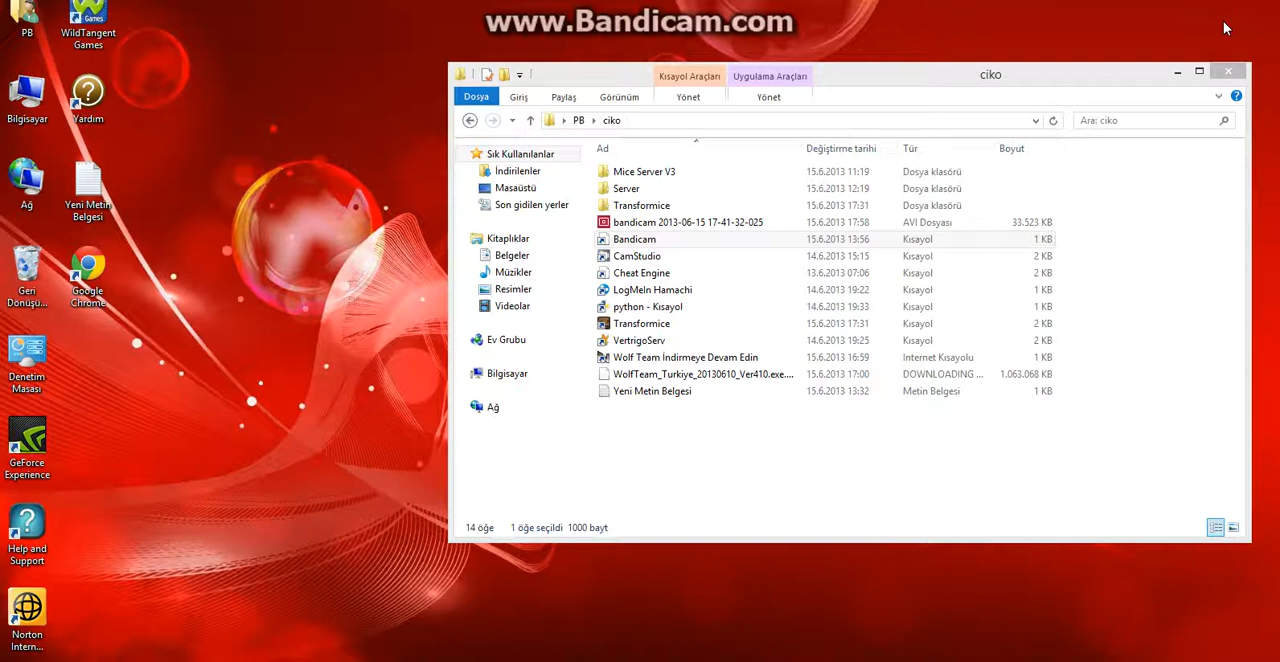 www.Bandicam.com
PB
WildTangent
Games
Bilgisayar
Yardım
Ağ
Yeni Metin
Belgesi
Geri
Dönüşü...
Google
Chrome
Denetim
Masası
GeForce
Experience
Help and
Support
Norton
Intern...
Kısayol Araçları
Uygulama Araçları
ciko
Dosya
Giriş
Paylaş
Görünüm
Yönet
Yönet
PB
ciko
Ara: ciko
Sık Kullanılanlar
İndirilenler
Masaüstü
Son gidilen yerler
Kitaplıklar
Belgeler
Müzikler
Resimler
Videolar
Ev Grubu
Bilgisayar
Ağ
Ad Değiştirme tarihi Tür Boyut
Mice Server V3 15.6.2013 11:19 Dosya klasörü
Server 15.6.2013 12:19 Dosya klasörü
Transformice 15.6.2013 17:31 Dosya klasörü
bandicam 2013-06-15 17-41-32-025 15.6.2013 17:58 AVI Dosyası 33.523 KB
Bandicam 15.6.2013 13:56 Kısayol 1 KB
CamStudio 14.6.2013 15:15 Kısayol 2 KB
Cheat Engine 13.6.2013 07:06 Kısayol 2 KB
LogMeIn Hamachi 14.6.2013 19:22 Kısayol 1 KB
python - Kısayol 14.6.2013 19:33 Kısayol 1 KB
Transformice 15.6.2013 17:31 Kısayol 2 KB
VertrigoServ 14.6.2013 19:25 Kısayol 2 KB
Wolf Team İndirmeye Devam Edin 15.6.2013 16:59 Internet Kısayolu 1 KB
WolfTeam_Turkiye_20130610_Ver410.exe.... 15.6.2013 17:00 DOWNLOADING ... 1.063.068 KB
Yeni Metin Belgesi 15.6.2013 13:32 Metin Belgesi 1 KB
14 öğe 1 öğe seçildi 1000 bayt